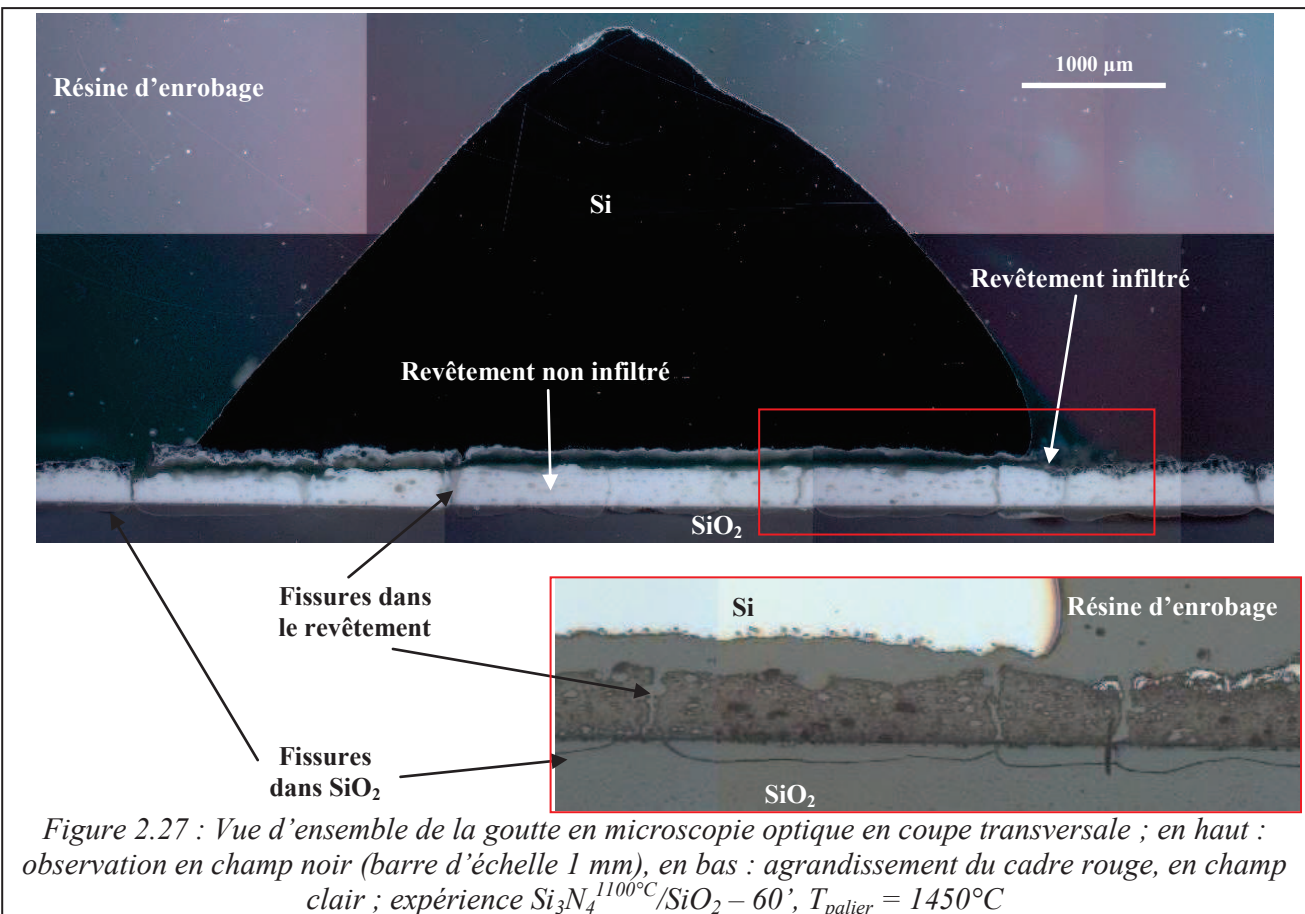 Résine d'enrobage
1000 µm
Si
Revêtement infiltré
Revêtement non infiltré
SiO₂
Fissures dans
le revêtement
Si
Résine d'enrobage
Fissures
dans SiO₂
SiO₂
Figure 2.27 : Vue d'ensemble de la goutte en microscopie optique en coupe transversale ; en haut :
observation en champ noir (barre d'échelle 1 mm), en bas : agrandissement du cadre rouge, en champ
clair ; expérience Si₃N₄¹¹⁰⁰°ᶜ/SiO₂ – 60', Tₚₐₗᵢₑᵣ = 1450°C